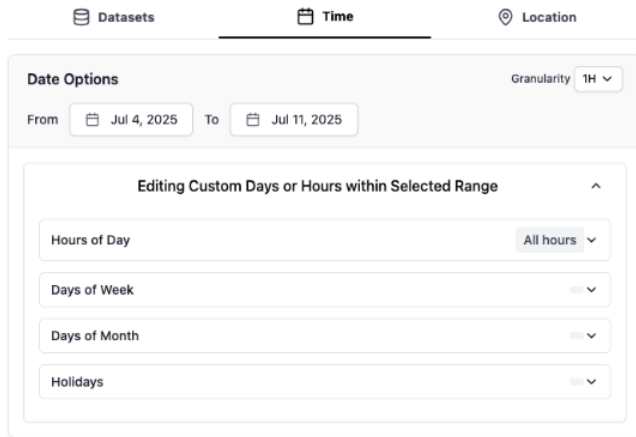 Datasets Time Location
Date Options Granularity 1H
From Jul 4, 2025 To Jul 11, 2025
Editing Custom Days or Hours within Selected Range
Hours of Day All hours
Days of Week
Days of Month
Holidays